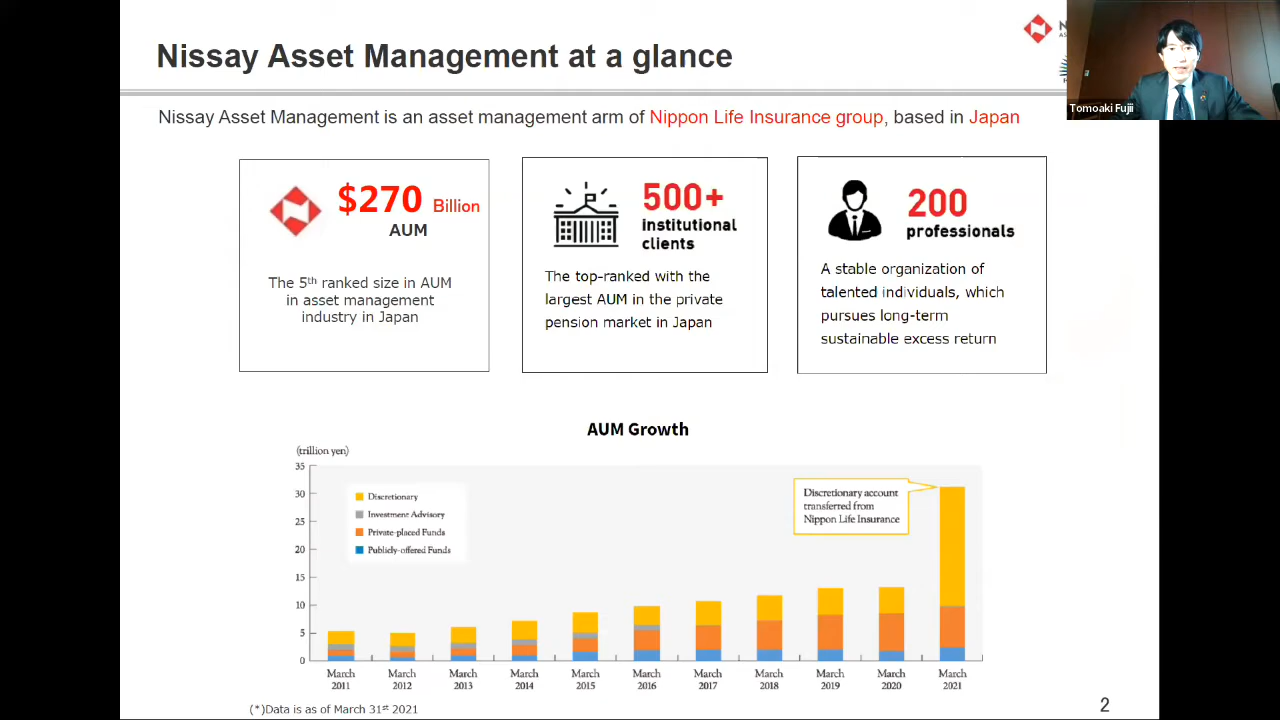 Nissay Asset Management at a glance
Tomoaki Fujii
Nissay Asset Management is an asset management arm of Nippon Life Insurance group, based in Japan
$270 Billion
AUM
The 5th ranked size in AUM
in asset management
industry in Japan
500+
institutional
clients
The top-ranked with the
largest AUM in the private
pension market in Japan
200
professionals
A stable organization of
talented individuals, which
pursues long-term
sustainable excess return
AUM Growth
(trillion yen)
35
30
25
20
15
10
5
0
Discretionary
Investment Advisory
Private-placed Funds
Publicly-offered Funds
Discretionary account
transferred from
Nippon Life Insurance
March March March March March March March March March March March
2011 2012 2013 2014 2015 2016 2017 2018 2019 2020 2021
(*)Data is as of March 31st 2021
2